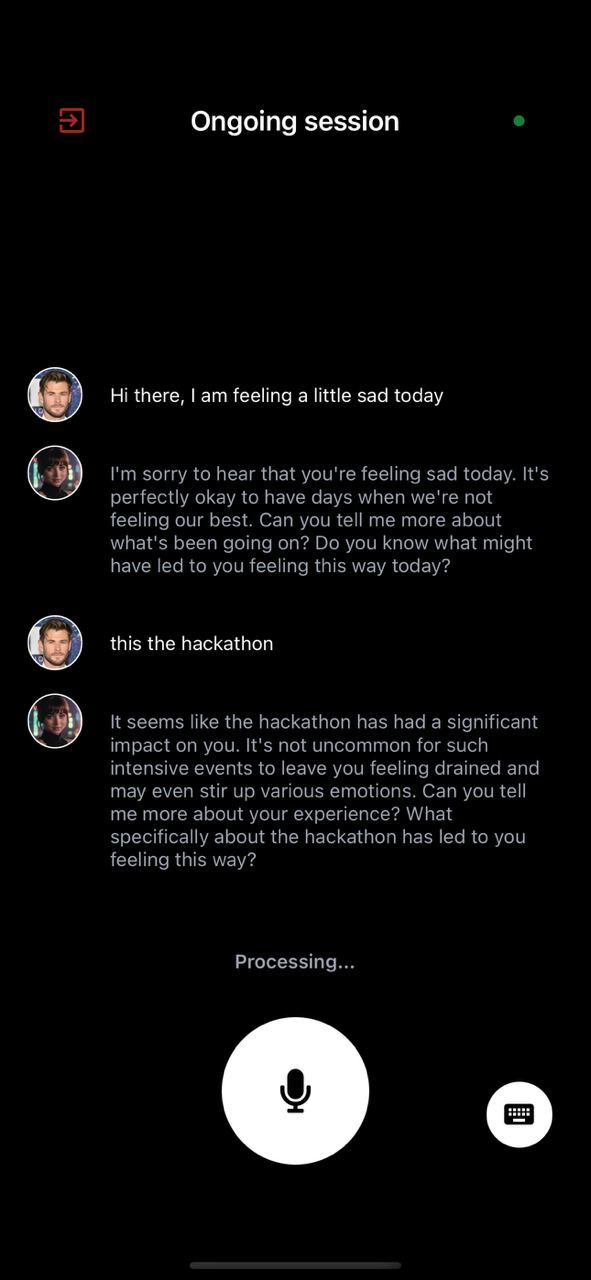 Ongoing session
Hi there, I am feeling a little sad today
I'm sorry to hear that you're feeling sad today. It's
perfectly okay to have days when we're not
feeling our best. Can you tell me more about
what's been going on? Do you know what might
have led to you feeling this way today?
this the hackathon
It seems like the hackathon has had a significant
impact on you. It's not uncommon for such
intensive events to leave you feeling drained and
may even stir up various emotions. Can you tell
me more about your experience? What
specifically about the hackathon has led to you
feeling this way?
Processing...